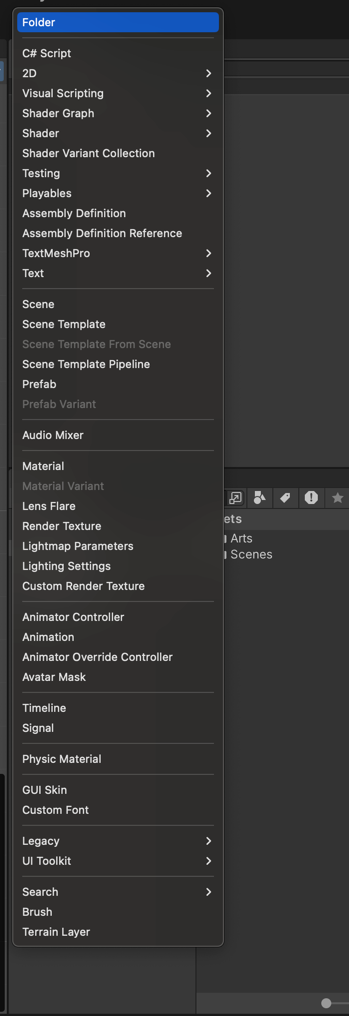 Folder
C# Script
2D
Visual Scripting
Shader Graph
Shader
Shader Variant Collection
Testing
Playables
Assembly Definition
Assembly Definition Reference
TextMeshPro
Text
Scene
Scene Template
Scene Template From Scene
Scene Template Pipeline
Prefab
Prefab Variant
Audio Mixer
Material
Material Variant
Lens Flare
Render Texture
Lightmap Parameters
Lighting Settings
Custom Render Texture
Animator Controller
Animation
Animator Override Controller
Avatar Mask
Timeline
Signal
Physic Material
GUI Skin
Custom Font
Legacy
UI Toolkit
Search
Brush
Terrain Layer
ets
Arts
Scenes